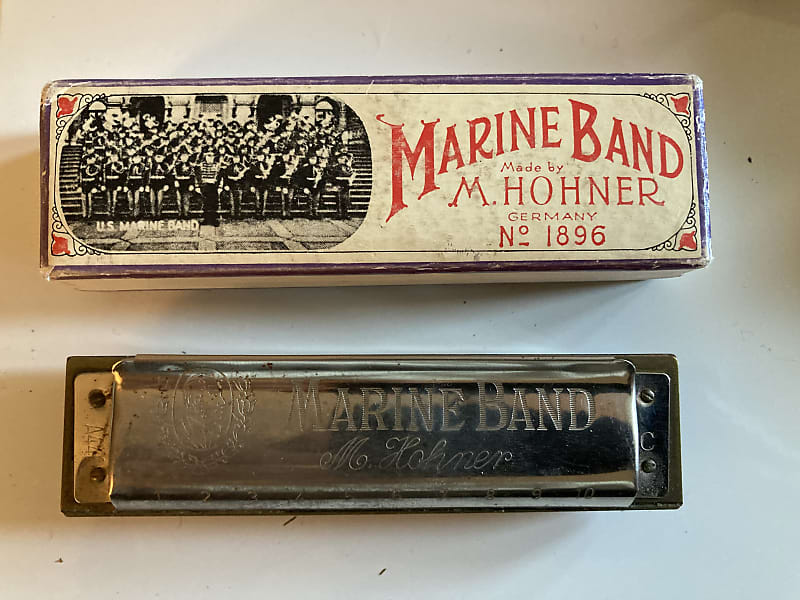 U.S. MARINE BAND
MARINE BAND
Made by
M. HOHNER
GERMANY
Nº 1896
MARINE BAND
M. Hohner
A440
C
1 2 3 4 5 6 7 8 9 10